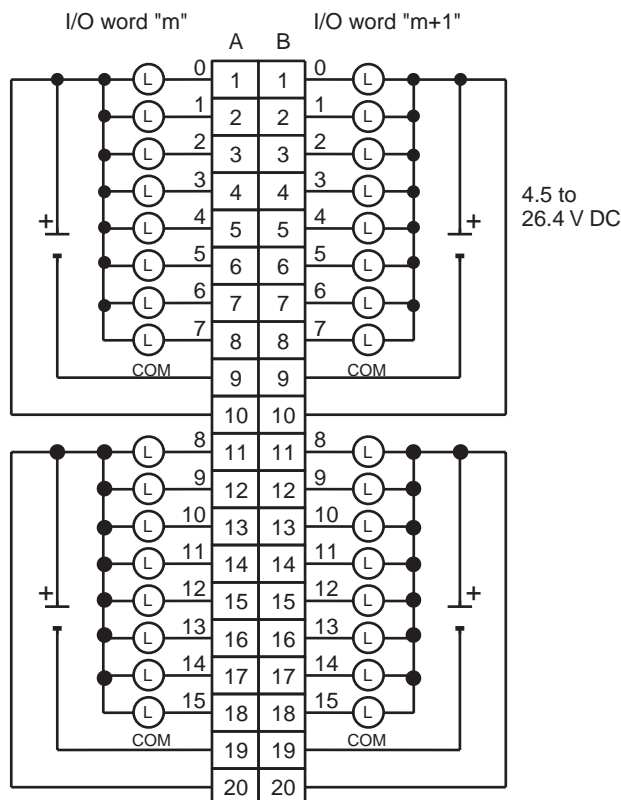 I/O word "m" I/O word "m+1"
A B
0 1 1 0
L L
1 2 2 1
L L
2 3 3 2
L L
3 4 4 3
L L
4.5 to
26.4 V DC
4 5 5 4
+ L L +
5 6 6 5
L L
6 7 7 6
L L
7 8 8 7
L L
COM 9 9 COM
10 10
8 11 11 8
L L
9 12 12 9
L L
10 13 13 10
L L
11 14 14 11
L L
12 15 15 12
+ L L +
13 16 16 13
L L
14 17 17 14
L L
15 18 18 15
L L
COM 19 19 COM
20 20